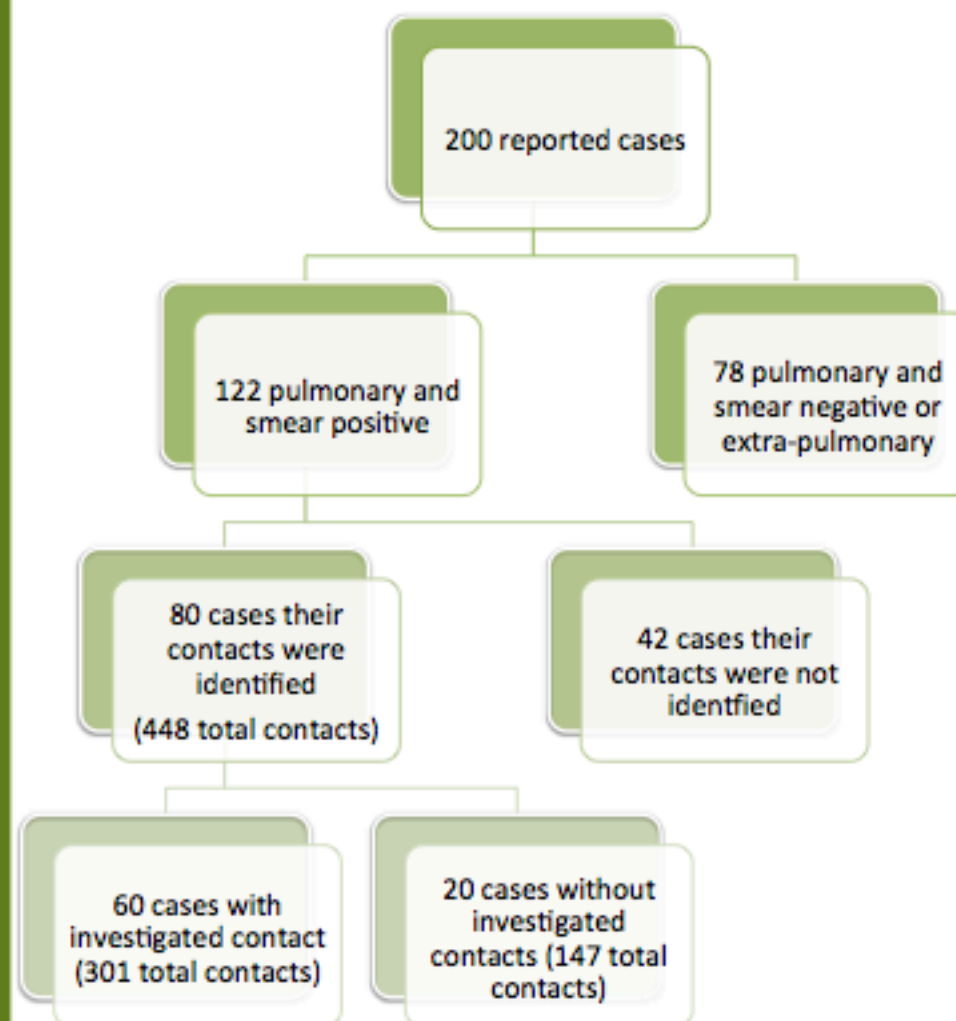 200 reported cases
122 pulmonary and
smear positive
78 pulmonary and
smear negative or
extra-pulmonary
80 cases their
contacts were
identified
(448 total contacts)
42 cases their
contacts were not
identfied
60 cases with
investigated contact
(301 total contacts)
20 cases without
investigated
contacts (147 total
contacts)